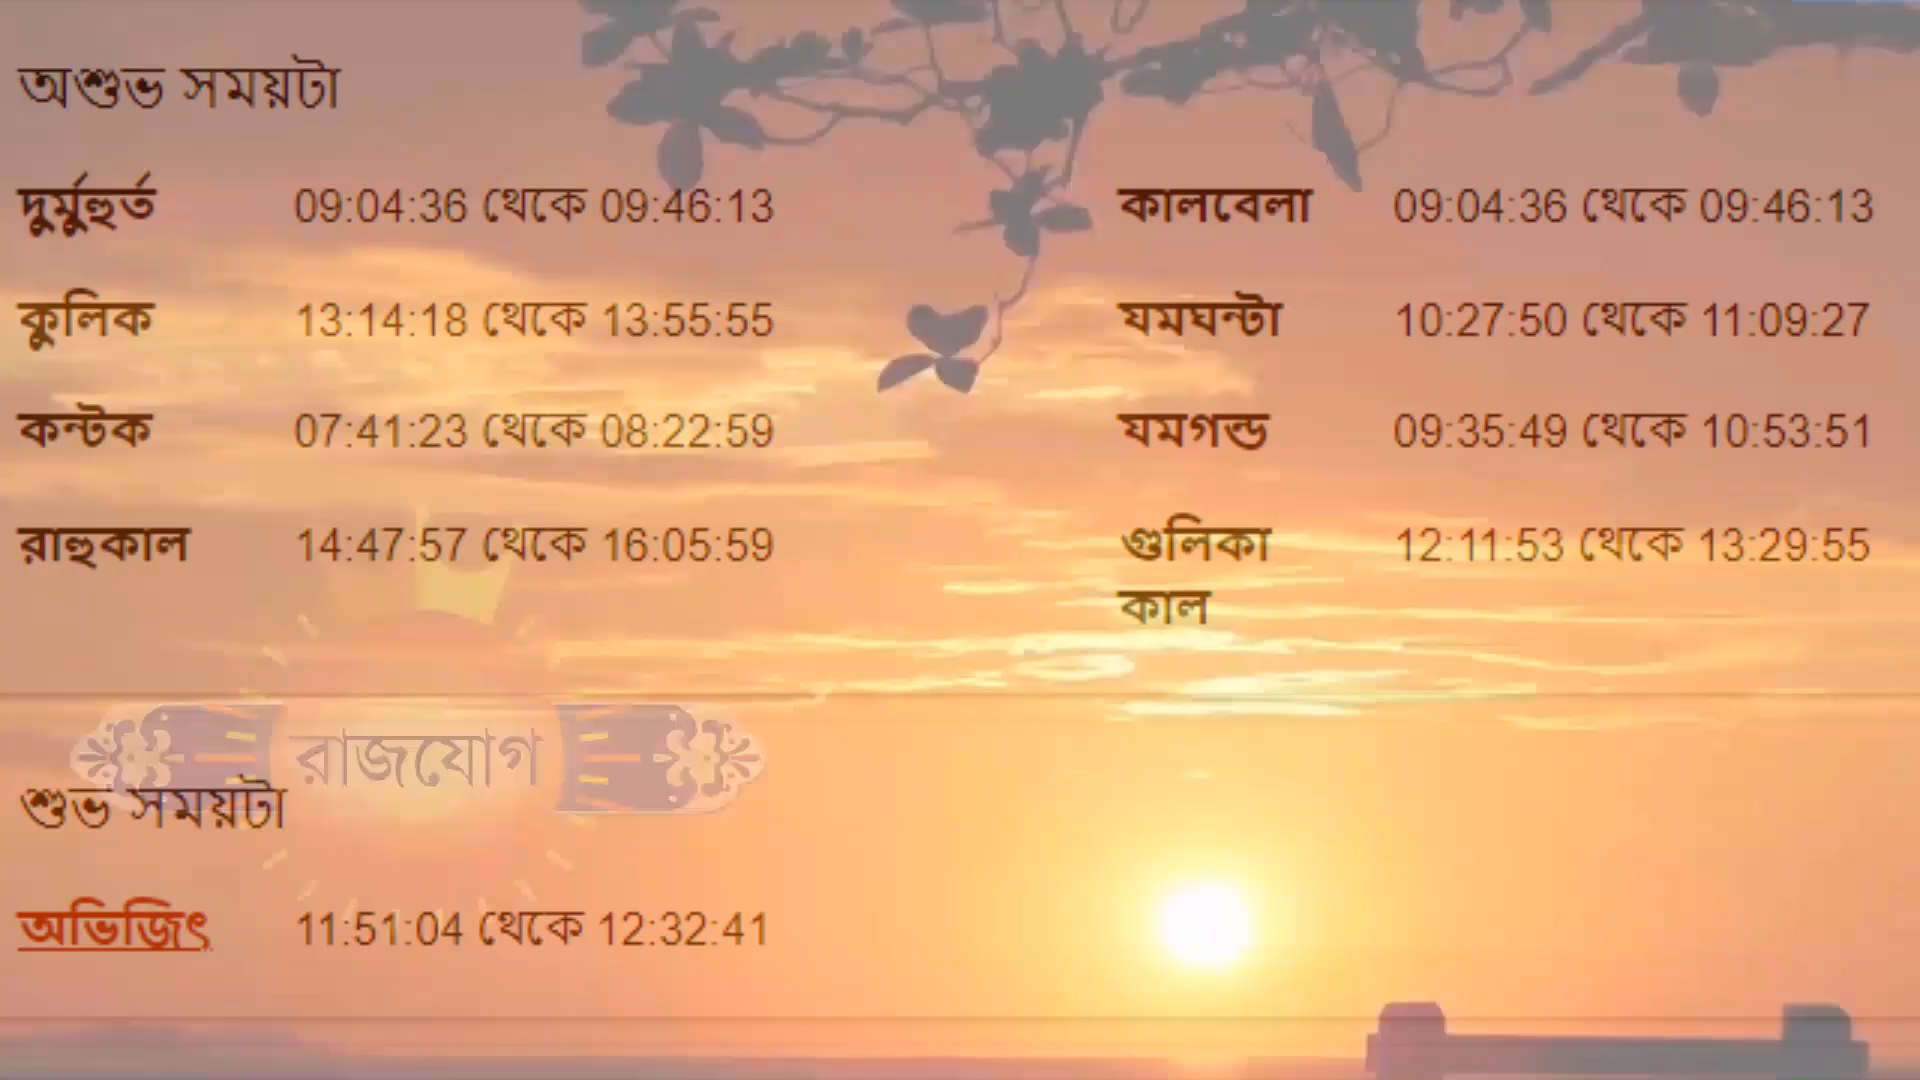 অশুভ সময়টা
দুর্মুহুর্ত 09:04:36 থেকে 09:46:13 কালবেলা 09:04:36 থেকে 09:46:13
কুলিক 13:14:18 থেকে 13:55:55 যমঘন্টা 10:27:50 থেকে 11:09:27
কন্টক 07:41:23 থেকে 08:22:59 যমগন্ড 09:35:49 থেকে 10:53:51
রাহুকাল 14:47:57 থেকে 16:05:59 গুলিকা 12:11:53 থেকে 13:29:55
কাল
রাজযোগ
শুভ সময়টা
অভিজিৎ 11:51:04 থেকে 12:32:41